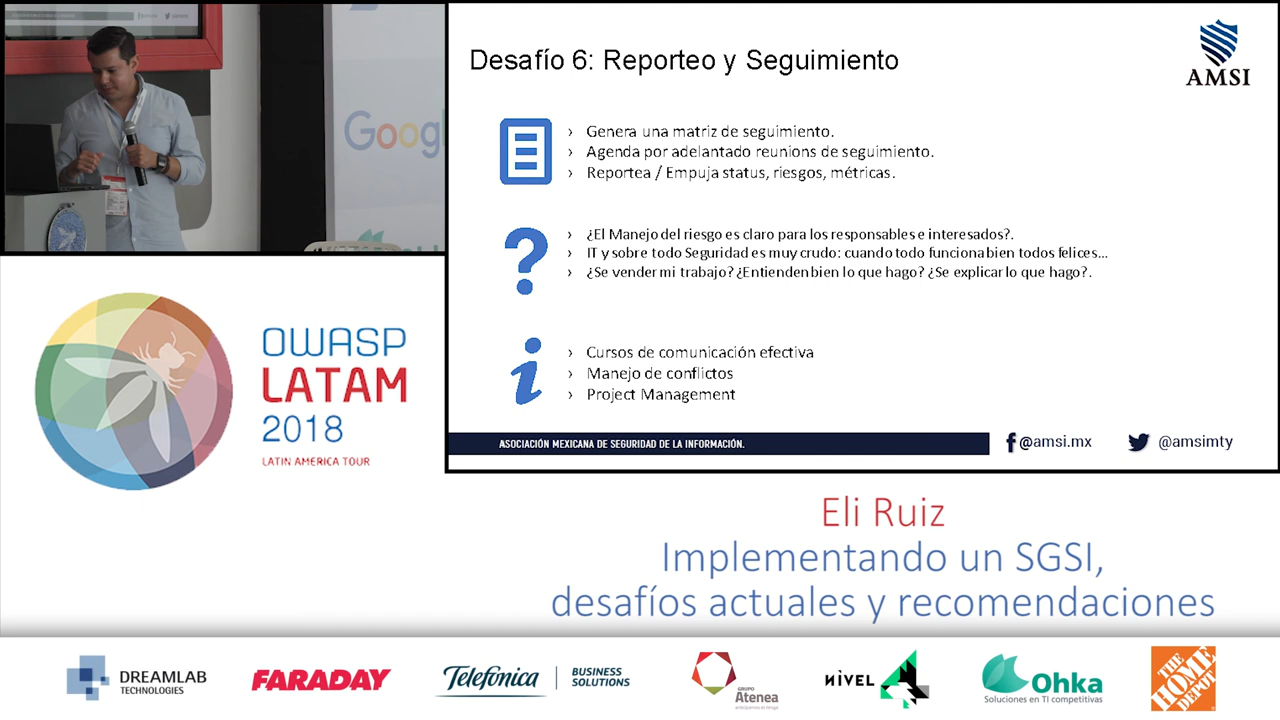 Google
Desafío 6: Reporteo y Seguimiento
AMSI
› Genera una matriz de seguimiento.
› Agenda por adelantado reunions de seguimiento.
› Reportea / Empuja status, riesgos, métricas.
› ¿El Manejo del riesgo es claro para los responsables e interesados?.
› IT y sobre todo Seguridad es muy crudo: cuando todo funciona bien todos felices…
› ¿Se vender mi trabajo? ¿Entienden bien lo que hago? ¿Se explicar lo que hago?.
› Cursos de comunicación efectiva
› Manejo de conflictos
› Project Management
ASOCIACIÓN MEXICANA DE SEGURIDAD DE LA INFORMACIÓN.
@amsi.mx
@amsimty
OWASP
LATAM
2018
LATIN AMERICA TOUR
Eli Ruiz
Implementando un SGSI,
desafíos actuales y recomendaciones
DREAMLAB
TECHNOLOGIES
FARADAY
Telefónica
BUSINESS
SOLUTIONS
GRUPO
Atenea
NIVEL 4
Ohka
Soluciones en TI competitivas
THE
HOME
DEPOT